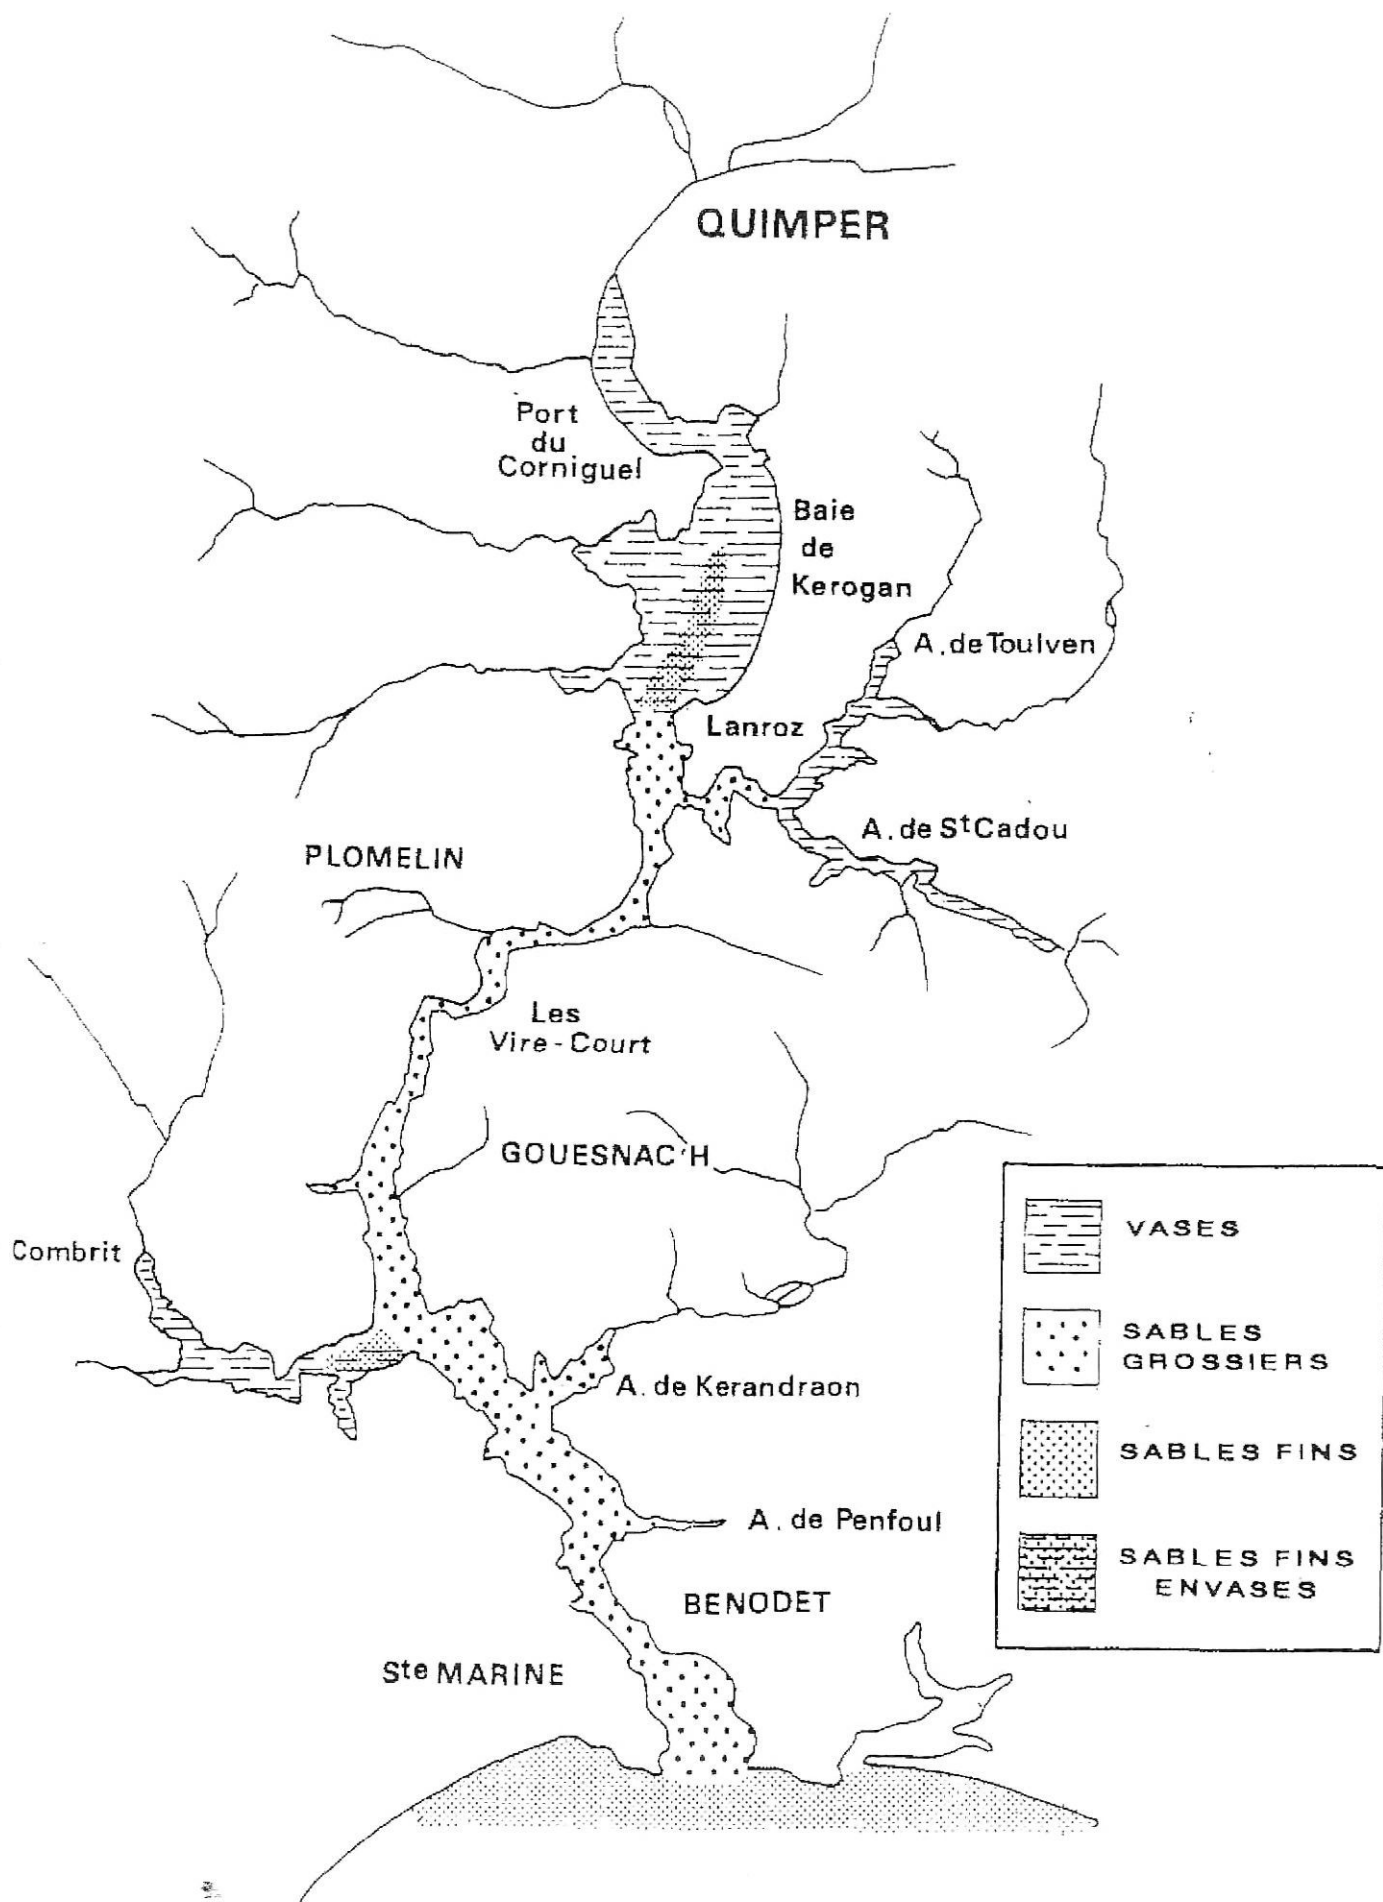 QUIMPER
Port
du
Corniguel
Baie
de
Kerogan
A. de Toulven
Lanroz
A. de St Cadou
PLOMELIN
Les
Vire-Court
GOUESNAC'H
Combrit
A. de Kerandraon
A. de Penfoul
BENODET
Ste MARINE
VASES
SABLES
GROSSIERS
SABLES FINS
SABLES FINS
ENVASES